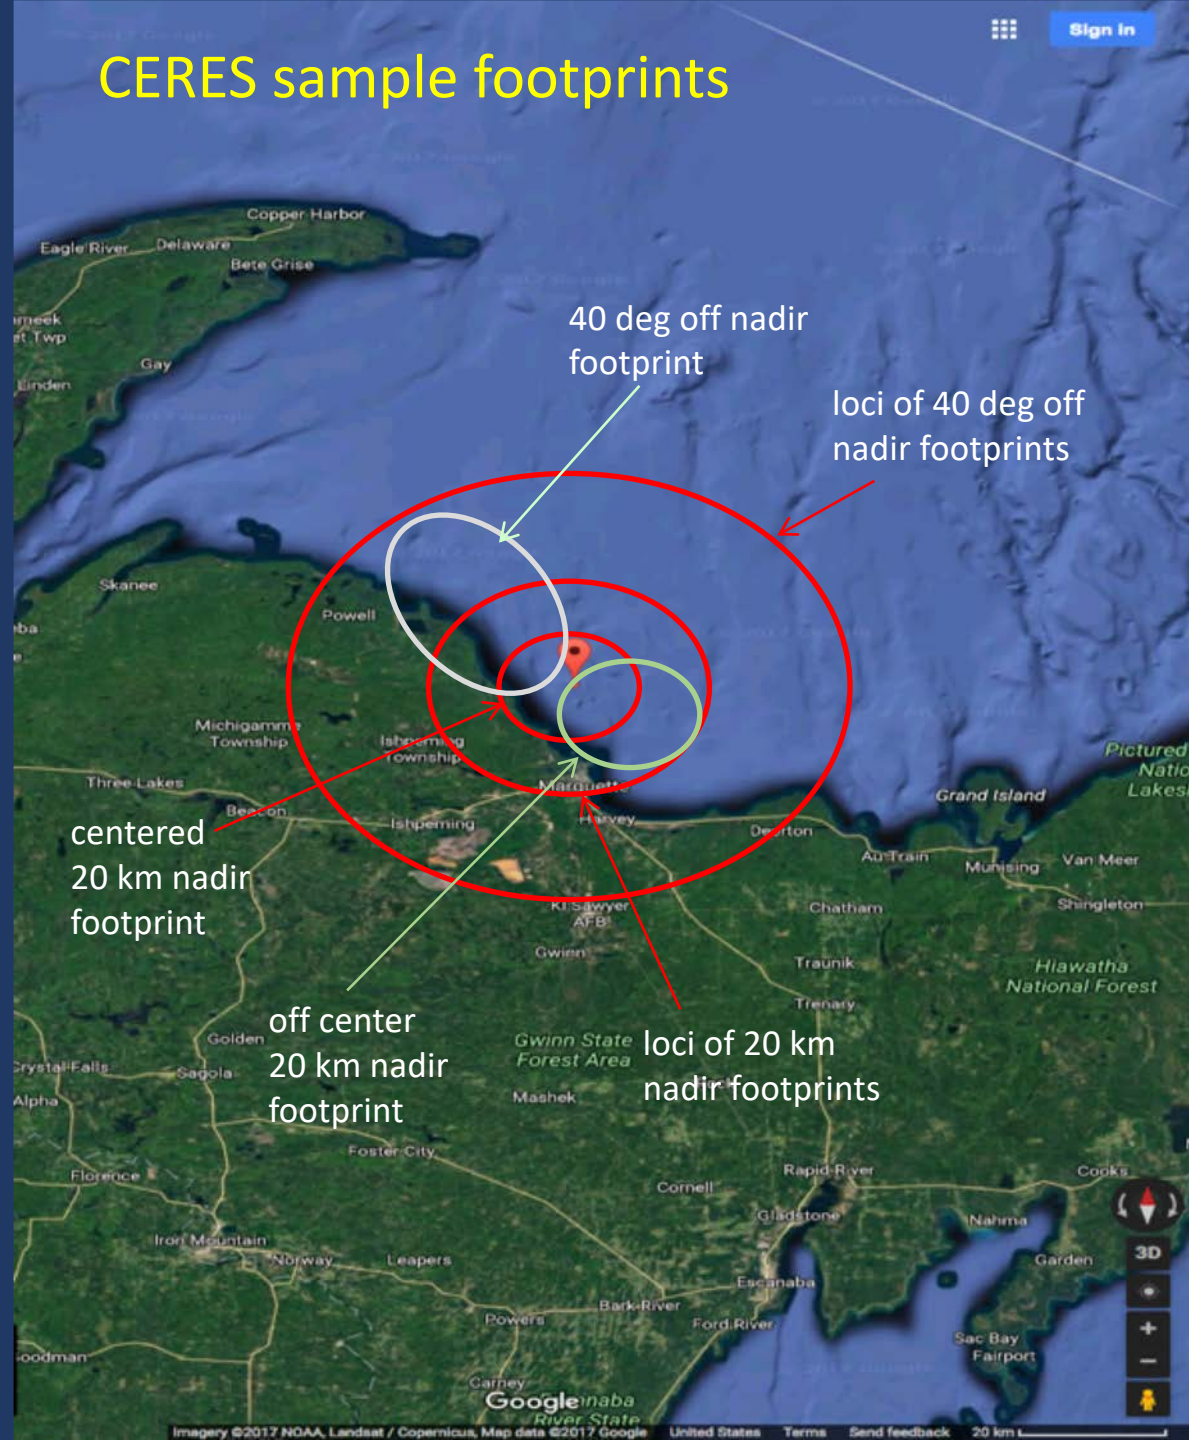 Sign in
CERES sample footprints
Copper Harbor
Eagle River
Delaware
Bete Grise
40 deg off nadir
footprint
Gay
Linden
loci of 40 deg off
nadir footprints
Skanee
Powell
Michigamme
Township
Ishpeming
Township
Pictured
Three Lakes
Marquette
Grand Island
Beacon
Ishpeming
Harvey
Deerton
centered
20 km nadir
footprint
Au Train
Munising
Van Meer
KI Sawyer
AFB
Chatham
Shingleton
Gwinn
Traunik
Hiawatha
National Forest
Trenary
off center
20 km nadir
footprint
Golden
Gwinn State
Forest Area
loci of 20 km
nadir footprints
Crystal Falls
Sagola
Alpha
Mashek
Foster City
Florence
Cornell
Rapid River
Cooks
Gladstone
Nahma
Iron Mountain
Norway
Leapers
Garden
3D
Escanaba
Bark River
Powers
Ford River
Sac Bay
Fairport
Carney
Google
River State
Imagery ©2017 NOAA, Landsat / Copernicus, Map data ©2017 Google United States Terms Send feedback 20 km